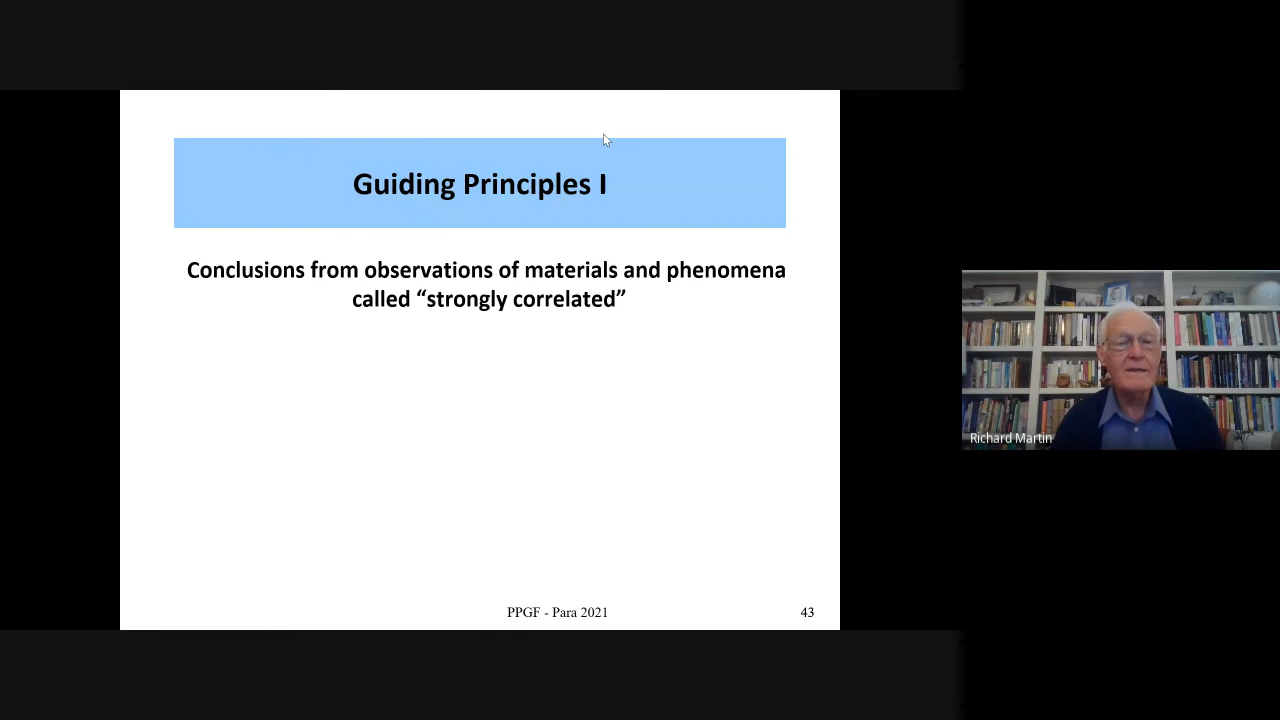 Guiding Principles I
Conclusions from observations of materials and phenomena
called “strongly correlated”
PPGF - Para 2021
43
Richard Martin